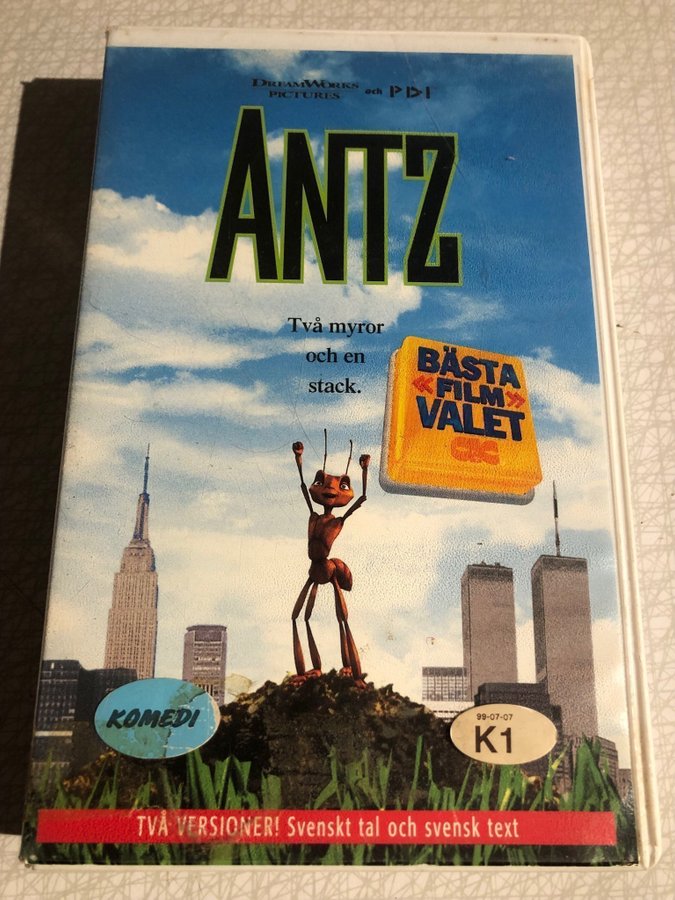 DREAMWORKS
PICTURES
och PDI
ANTZ
Två myror
och en
stack.
BÄSTA
«FILM»
VALET
CIC
KOMEDI
99-07-07
K1
TVÅ VERSIONER! Svenskt tal och svensk text